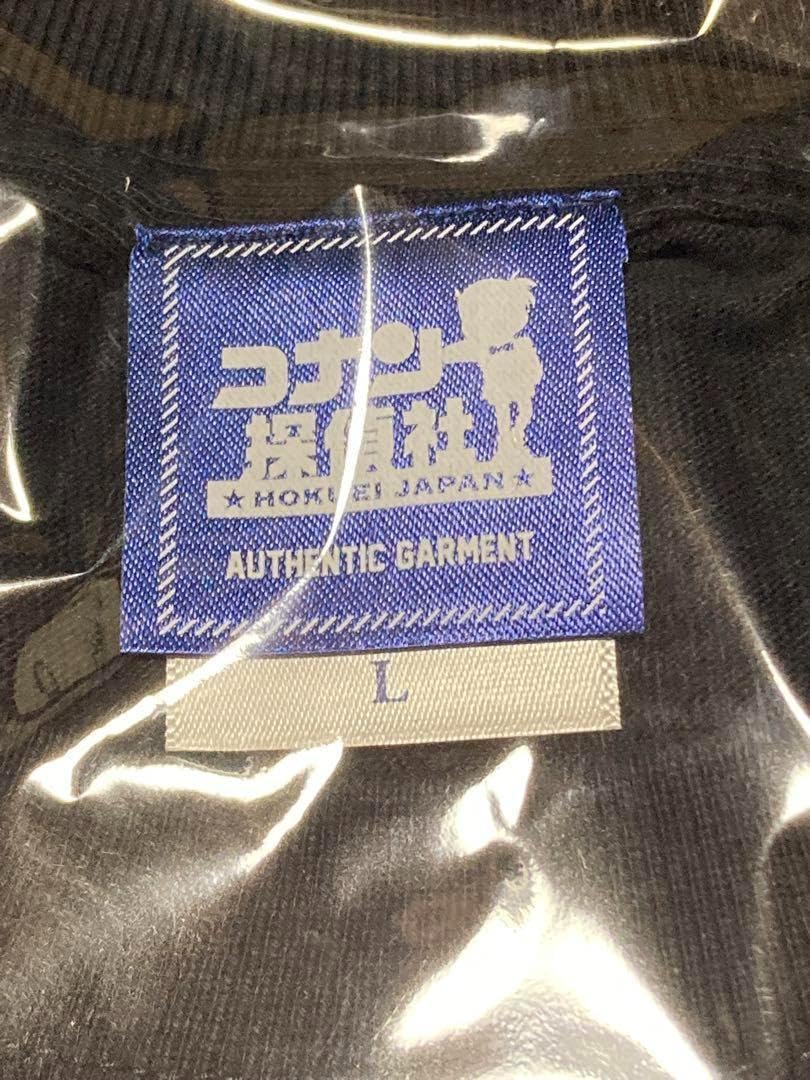 コナン
探偵社
★HOKUEI JAPAN★
AUTHENTIC GARMENT
L